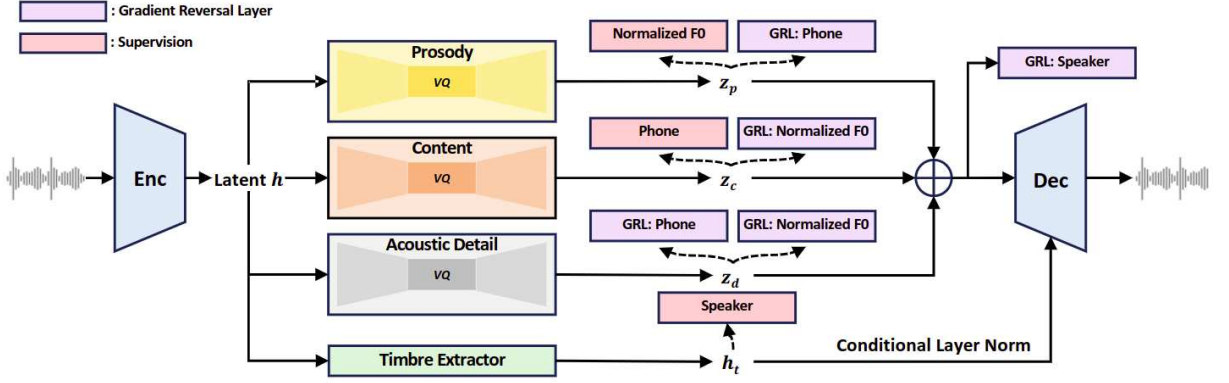 : Gradient Reversal Layer
: Supervision
Prosody
VQ
Normalized F0
GRL: Phone
z_p
GRL: Speaker
Content
VQ
Phone
GRL: Normalized F0
z_c
Enc
Latent h
Dec
Acoustic Detail
VQ
GRL: Phone
GRL: Normalized F0
z_d
Speaker
Timbre Extractor
h_t
Conditional Layer Norm